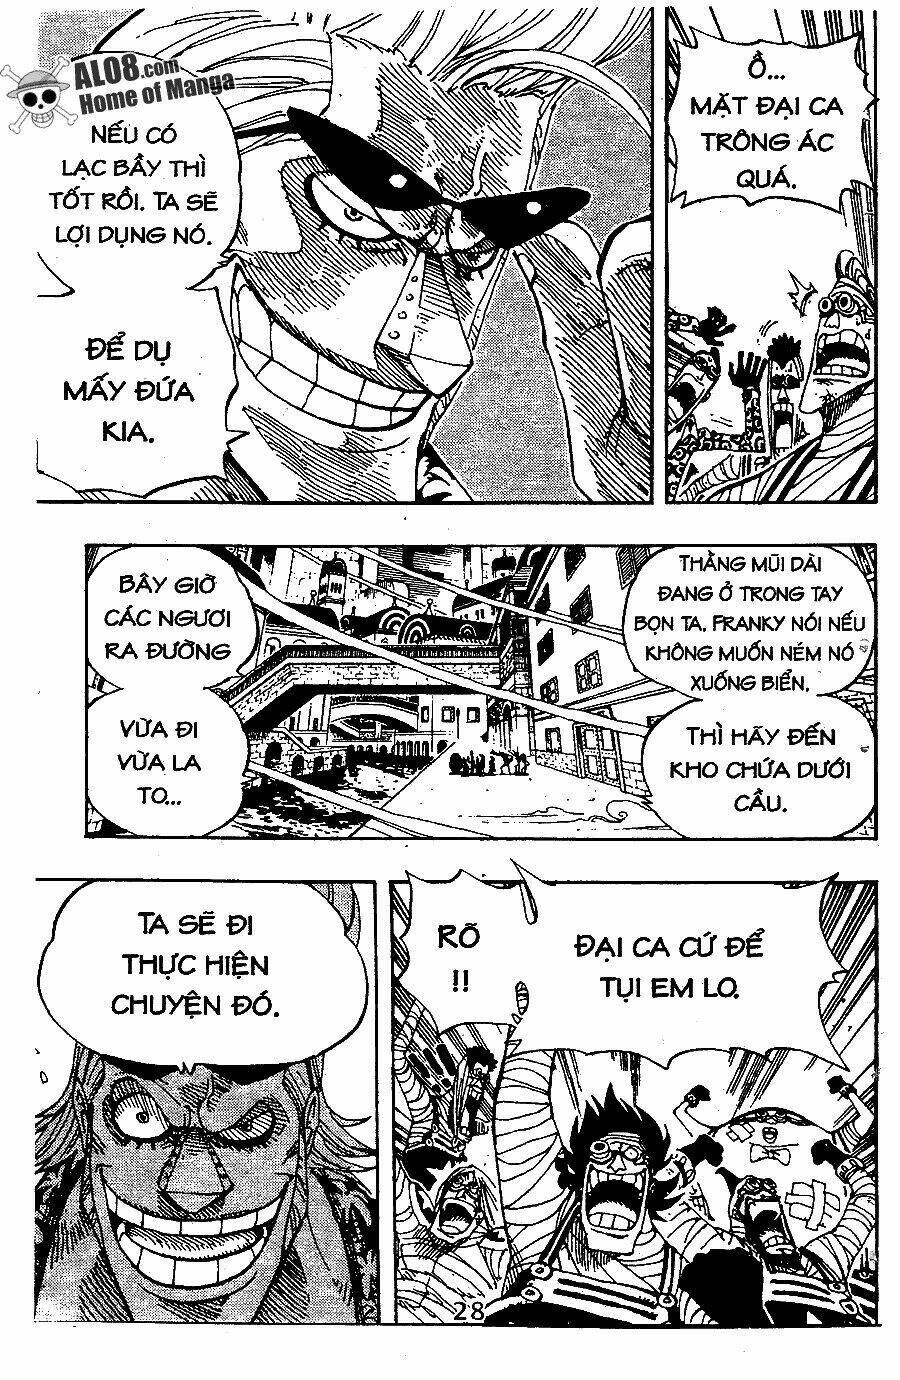 AL08.com
Home of Manga
Ồ...
MẶT ĐẠI CA
TRÔNG ÁC
QUÁ.
NẾU CÓ
LẠC BẦY THÌ
TỐT RỒI. TA SẼ
LỢI DỤNG NÓ.
ĐỂ DỤ
MẤY ĐỨA
KIA.
THẰNG MŨI DÀI
ĐANG Ở TRONG TAY
BỌN TA. FRANKY NÓI NẾU
KHÔNG MUỐN NÉM NÓ
XUỐNG BIỂN.
THÌ HÃY ĐẾN
KHO CHỨA DƯỚI
CẦU.
BÂY GIỜ
CÁC NGƯƠI
RA ĐƯỜNG
VỪA ĐI
VỪA LA
TO...
ĐẠI CA CỨ ĐỂ
TỤI EM LO.
RÕ
!!
TA SẼ ĐI
THỰC HIỆN
CHUYỆN ĐÓ.
28